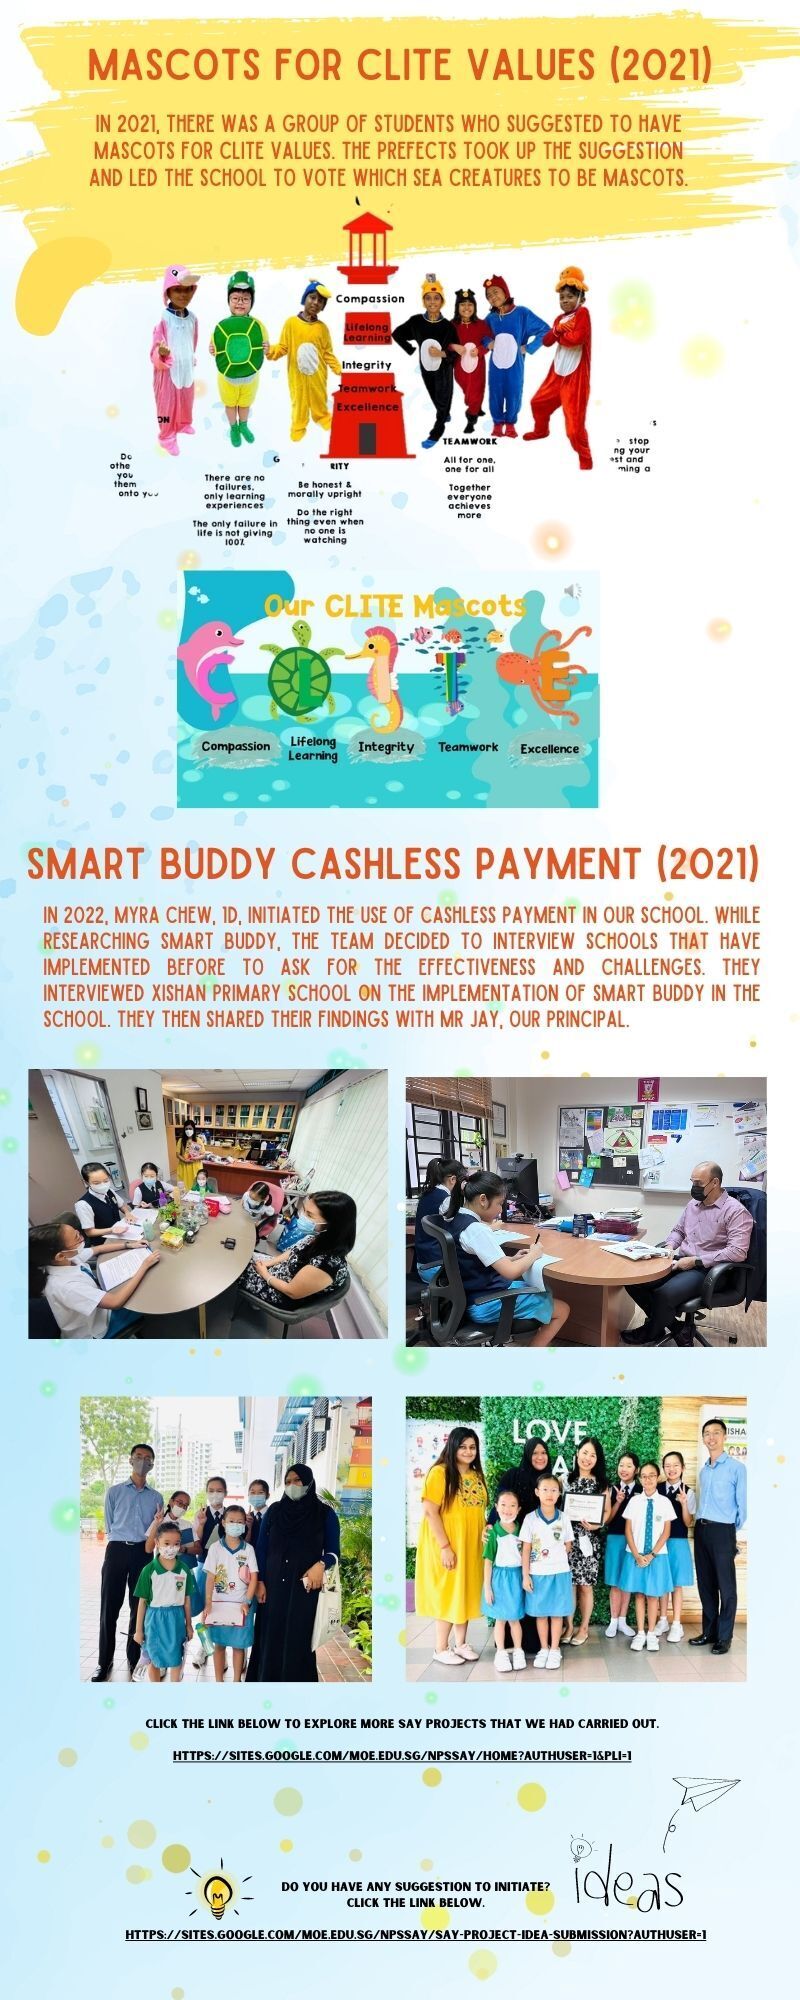 MASCOTS FOR CLITE VALUES (2021)
IN 2021, THERE WAS A GROUP OF STUDENTS WHO SUGGESTED TO HAVE
MASCOTS FOR CLITE VALUES. THE PREFECTS TOOK UP THE SUGGESTION
AND LED THE SCHOOL TO VOTE WHICH SEA CREATURES TO BE MASCOTS.
Compassion
Lifelong
Learning
Integrity
Teamwork
Excellence
ON
Do
othe
you
them
onto you
G
There are no
failures,
only learning
experiences
The only failure in
life is not giving
100%
RITY
Be honest &
morally upright
Do the right
thing even when
no one is
watching
TEAMWORK
All for one,
one for all
Together
everyone
achieves
more
S
stop
ng your
est and
ming a
Our CLITE Mascots
C L I T E
Compassion
Lifelong
Learning
Integrity
Teamwork
Excellence
SMART BUDDY CASHLESS PAYMENT (2021)
IN 2022, MYRA CHEW, 1D, INITIATED THE USE OF CASHLESS PAYMENT IN OUR SCHOOL. WHILE
RESEARCHING SMART BUDDY, THE TEAM DECIDED TO INTERVIEW SCHOOLS THAT HAVE
IMPLEMENTED BEFORE TO ASK FOR THE EFFECTIVENESS AND CHALLENGES. THEY
INTERVIEWED XISHAN PRIMARY SCHOOL ON THE IMPLEMENTATION OF SMART BUDDY IN THE
SCHOOL. THEY THEN SHARED THEIR FINDINGS WITH MR JAY, OUR PRINCIPAL.
LOVE
ISHA
CLICK THE LINK BELOW TO EXPLORE MORE SAY PROJECTS THAT WE HAD CARRIED OUT.
HTTPS://SITES.GOOGLE.COM/MOE.EDU.SG/NPSSAY/HOME?AUTHUSER=1&PLI=1
ideas
DO YOU HAVE ANY SUGGESTION TO INITIATE?
CLICK THE LINK BELOW.
HTTPS://SITES.GOOGLE.COM/MOE.EDU.SG/NPSSAY/SAY-PROJECT-IDEA-SUBMISSION?AUTHUSER=1